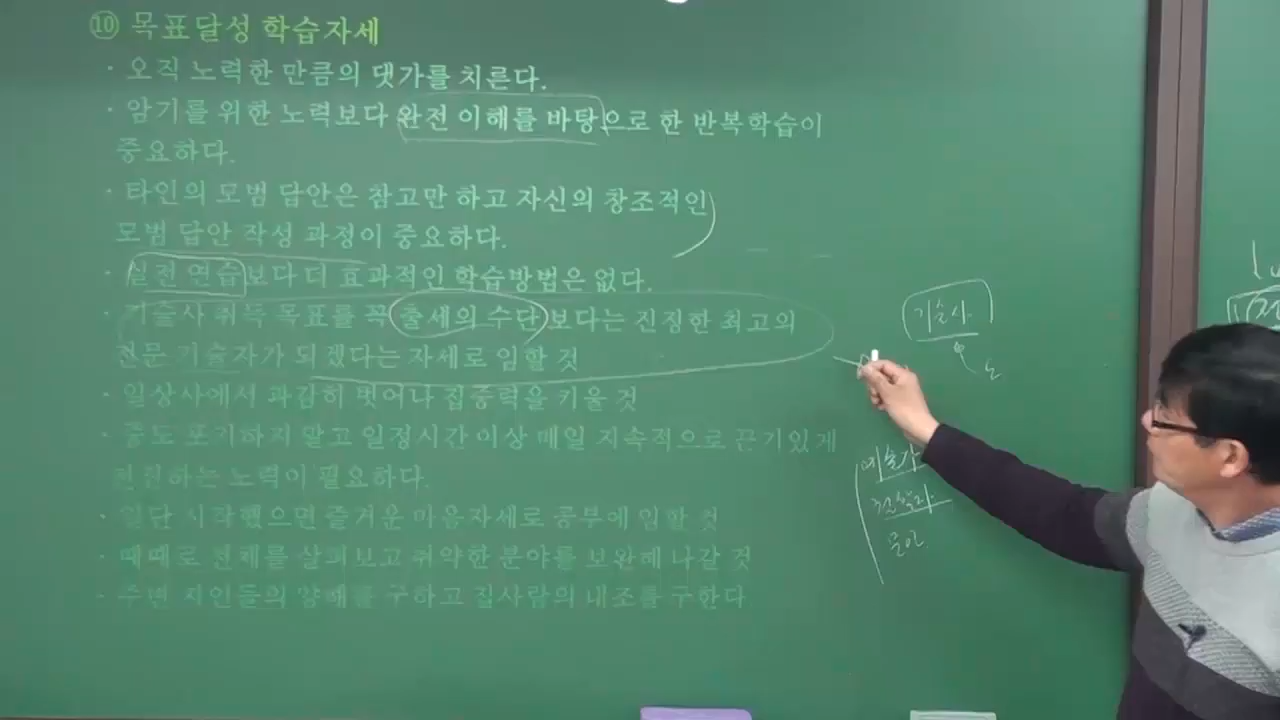 ⑩ 목표달성 학습자세
· 오직 노력한 만큼의 댓가를 치른다.
· 암기를 위한 노력보다 완전 이해를 바탕으로 한 반복학습이
중요하다.
· 타인의 모범 답안은 참고만 하고 자신의 창조적인
모범 답안 작성 과정이 중요하다.
· 실전 연습보다 더 효과적인 학습방법은 없다.
· 기술사 취득 목표를 꼭 출세의 수단 보다는 진정한 최고의
전문 기술자가 되겠다는 자세로 임할 것
· 일상사에서 과감히 벗어나 집중력을 키울 것
· 중도 포기하지 말고 일정시간 이상 매일 지속적으로 끈기있게
전진하는 노력이 필요하다.
· 일단 시작했으면 즐거운 마음자세로 공부에 임할 것
· 때때로 전체를 살펴보고 취약한 분야를 보완해 나갈 것
· 주변 지인들의 양해를 구하고 집사람의 내조를 구한다
기술사
예술가
철학자
문인